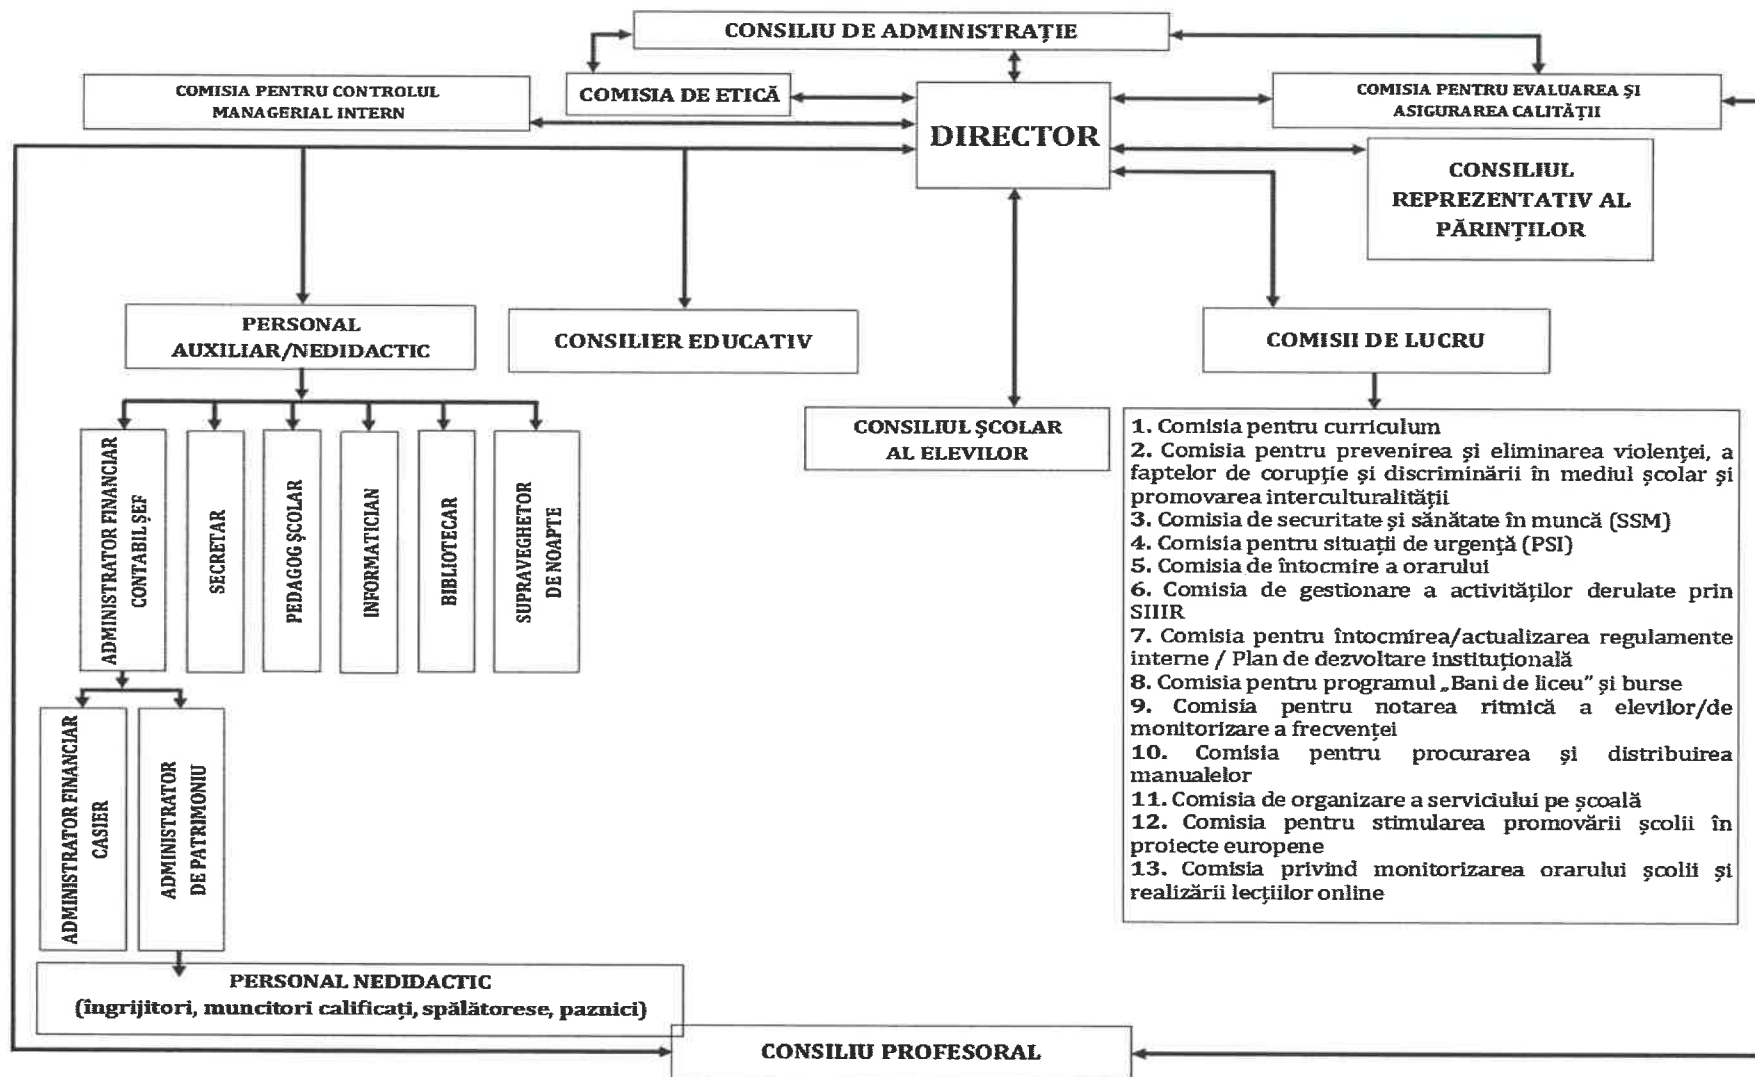 CONSILIU DE ADMINISTRAȚIE
COMISIA PENTRU CONTROLUL
MANAGERIAL INTERN
COMISIA DE ETICĂ
DIRECTOR
COMISIA PENTRU EVALUAREA ȘI
ASIGURAREA CALITĂȚII
CONSILIUL
REPREZENTATIV AL
PĂRINȚILOR
PERSONAL
AUXILIAR/NEDIDACTIC
CONSILIER EDUCATIV
COMISII DE LUCRU
CONSILIUL ȘCOLAR
AL ELEVILOR
ADMINISTRATOR FINANCIAR
CONTABIL ȘEF
SECRETAR
PEDAGOG ȘCOLAR
INFORMATICIAN
BIBLIOTECAR
SUPRAVEGHETOR
DE NOAPTE
1. Comisia pentru curriculum
2. Comisia pentru prevenirea și eliminarea violenței, a
faptelor de corupție și discriminării în mediul școlar și
promovarea interculturalității
3. Comisia de securitate și sănătate în muncă (SSM)
4. Comisia pentru situații de urgență (PSI)
5. Comisia de întocmire a orarului
6. Comisia de gestionare a activităților derulate prin
SIIIR
7. Comisia pentru întocmirea/actualizarea regulamente
interne / Plan de dezvoltare instituțională
8. Comisia pentru programul „Bani de liceu” și burse
9. Comisia pentru notarea ritmică a elevilor/de
monitorizare a frecvenței
10. Comisia pentru procurarea și distribuirea
manualelor
11. Comisia de organizare a serviciului pe școală
12. Comisia pentru stimularea promovării școlii în
proiecte europene
13. Comisia privind monitorizarea orarului școlii și
realizării lecțiilor online
ADMINISTRATOR FINANCIAR
CASIER
ADMINISTRATOR
DE PATRIMONIU
PERSONAL NEDIDACTIC
(îngrijitori, muncitori calificați, spălătorese, paznici)
CONSILIU PROFESORAL